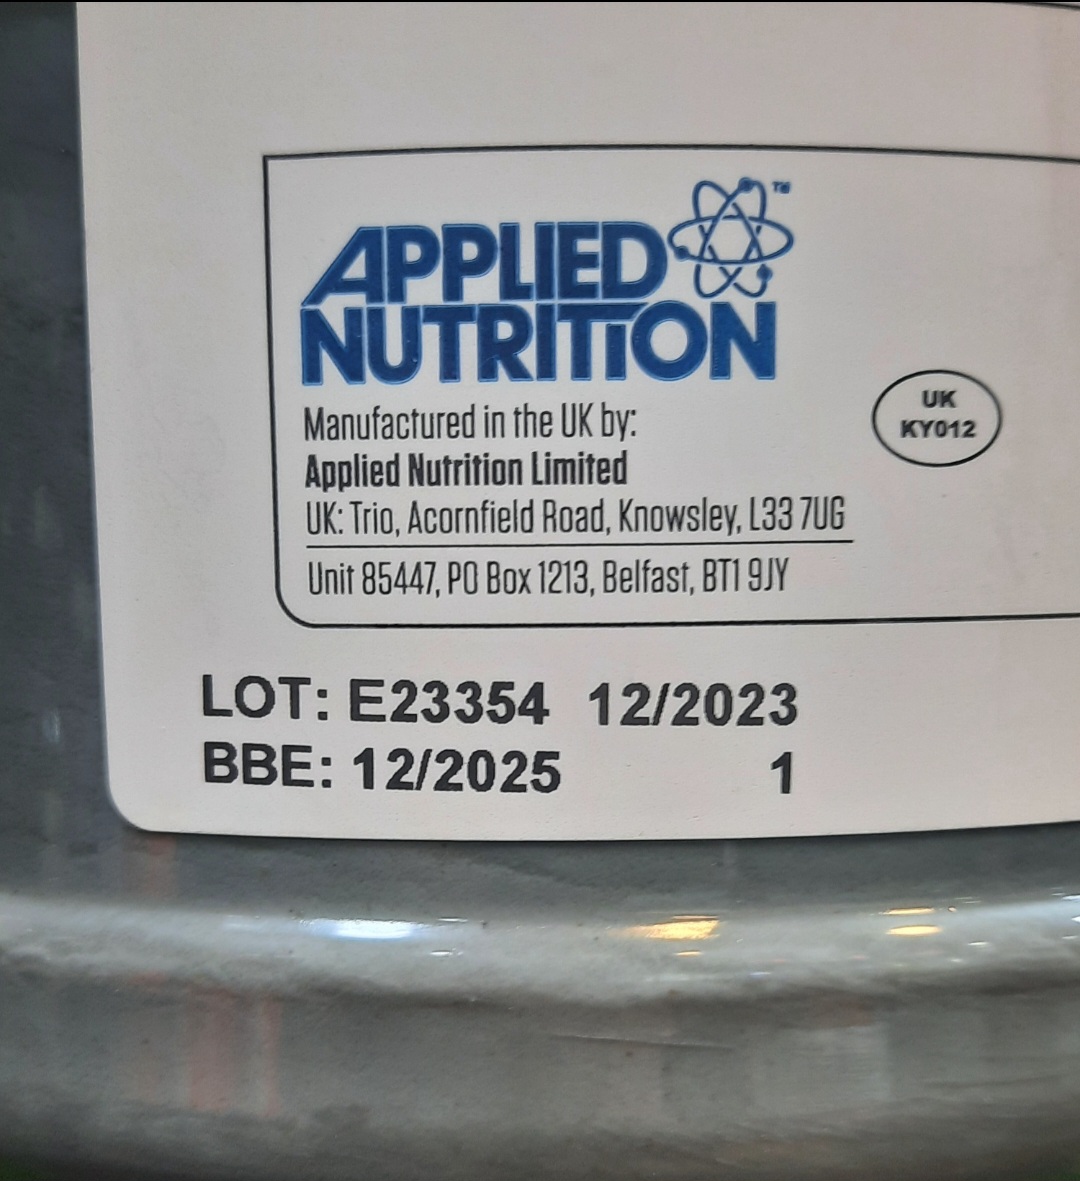 APPLIED
NUTRITION
TM
Manufactured in the UK by:
Applied Nutrition Limited
UK: Trio, Acornfield Road, Knowsley, L33 7UG
Unit 85447, PO Box 1213, Belfast, BT1 9JY
UK
KY012
LOT: E23354 12/2023
BBE: 12/2025 1